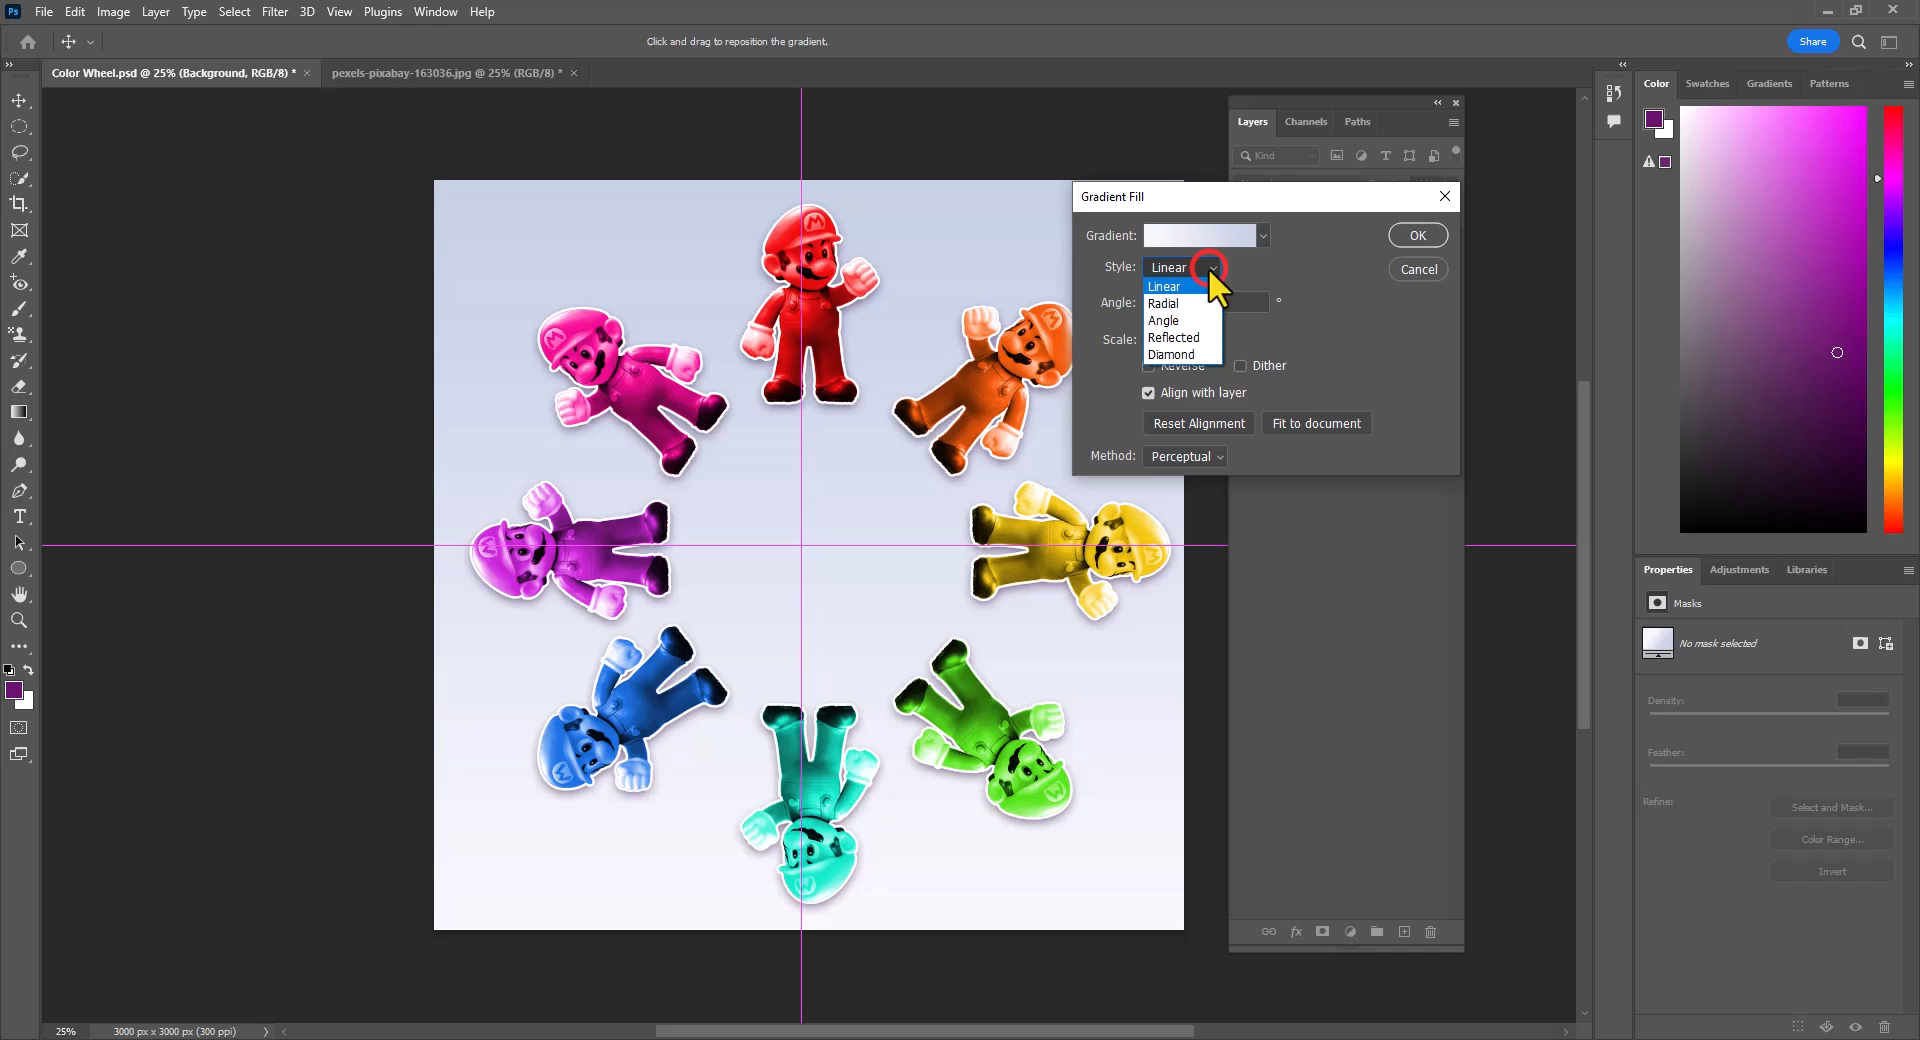 Ps File Edit Image Layer Type Select Filter 3D View Plugins Window Help
Click and drag to reposition the gradient.
Share
Color Wheel.psd @ 25% (Background, RGB/8) * ×
pexels-pixabay-163036.jpg @ 25% (RGB/8) * ×
Layers Channels Paths
Kind
Gradient Fill
Gradient:
OK
Style: Linear
Cancel
Linear
Radial
Angle
Reflected
Diamond
Angle: °
Scale:
Reverse Dither
Align with layer
Reset Alignment Fit to document
Method: Perceptual
Color Swatches Gradients Patterns
Properties Adjustments Libraries
Masks
No mask selected
Density:
Feather:
Refine:
Select and Mask...
Color Range...
Invert
fx
25% 3000 px x 3000 px (300 ppi)